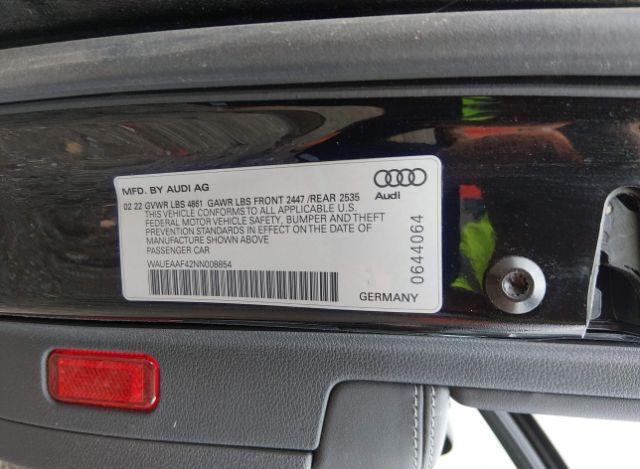 MFD. BY AUDI AG
02 22 GVWR LBS 4861 GAWR LBS FRONT 2447 /REAR 2535
THIS VEHICLE CONFORMS TO ALL APPLICABLE U.S.
FEDERAL MOTOR VEHICLE SAFETY, BUMPER AND THEFT
PREVENTION STANDARDS IN EFFECT ON THE DATE OF
MANUFACTURE SHOWN ABOVE
PASSENGER CAR
WAUEAAF42NN008854
Audi
0644064
GERMANY